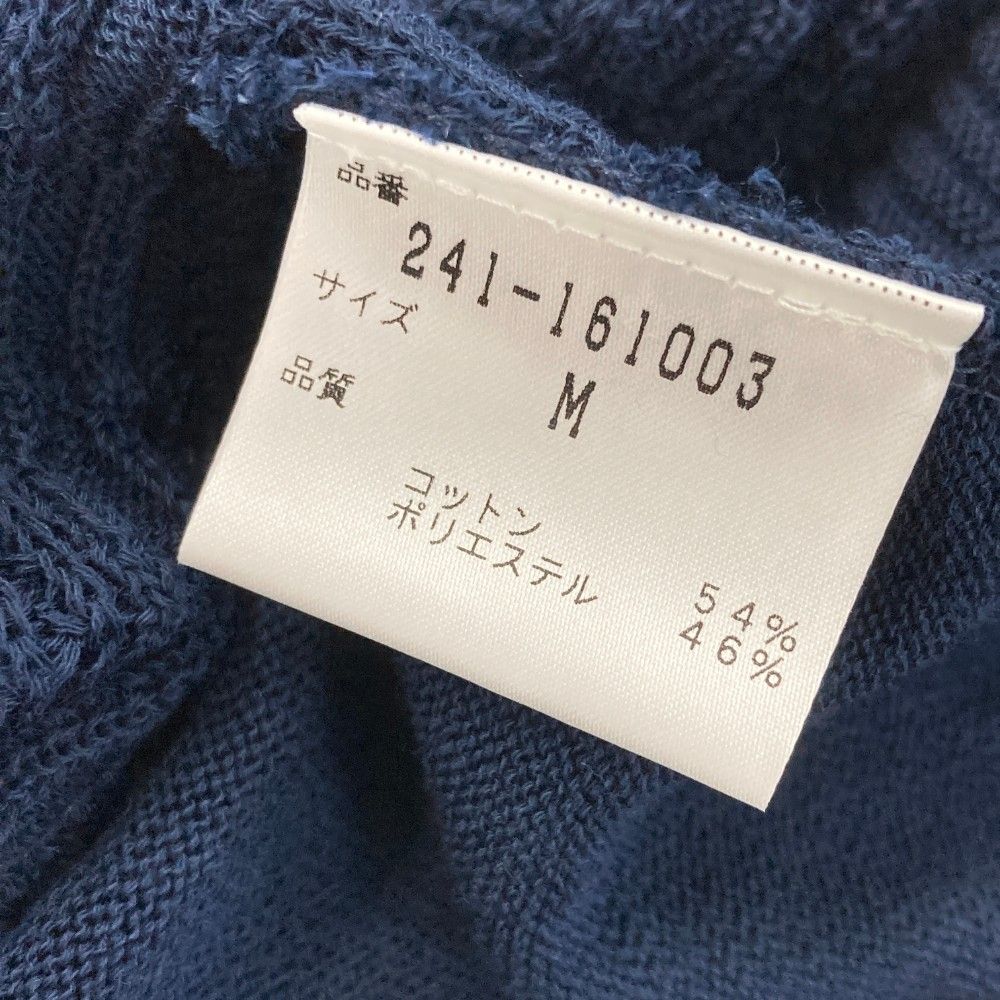 品番
241-161003
サイズ
M
品質
コットン 54%
ポリエステル 46%